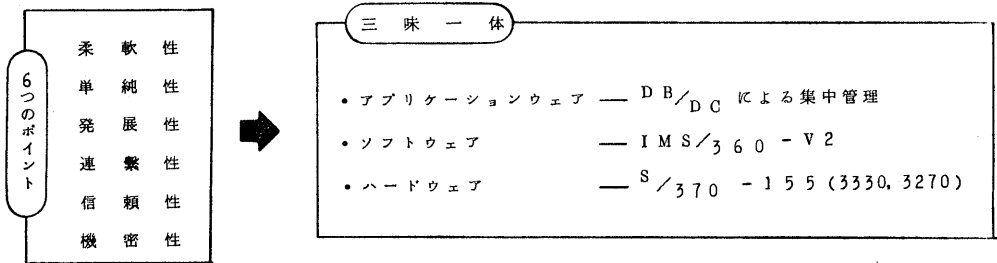 6つのポイント
柔軟性
単純性
発展性
連繋性
信頼性
機密性
三味一体
・アプリケーションウェア — DB/DC による集中管理
・ソフトウェア — IMS/360-V2
・ハードウェア — S/370-155(3330,3270)